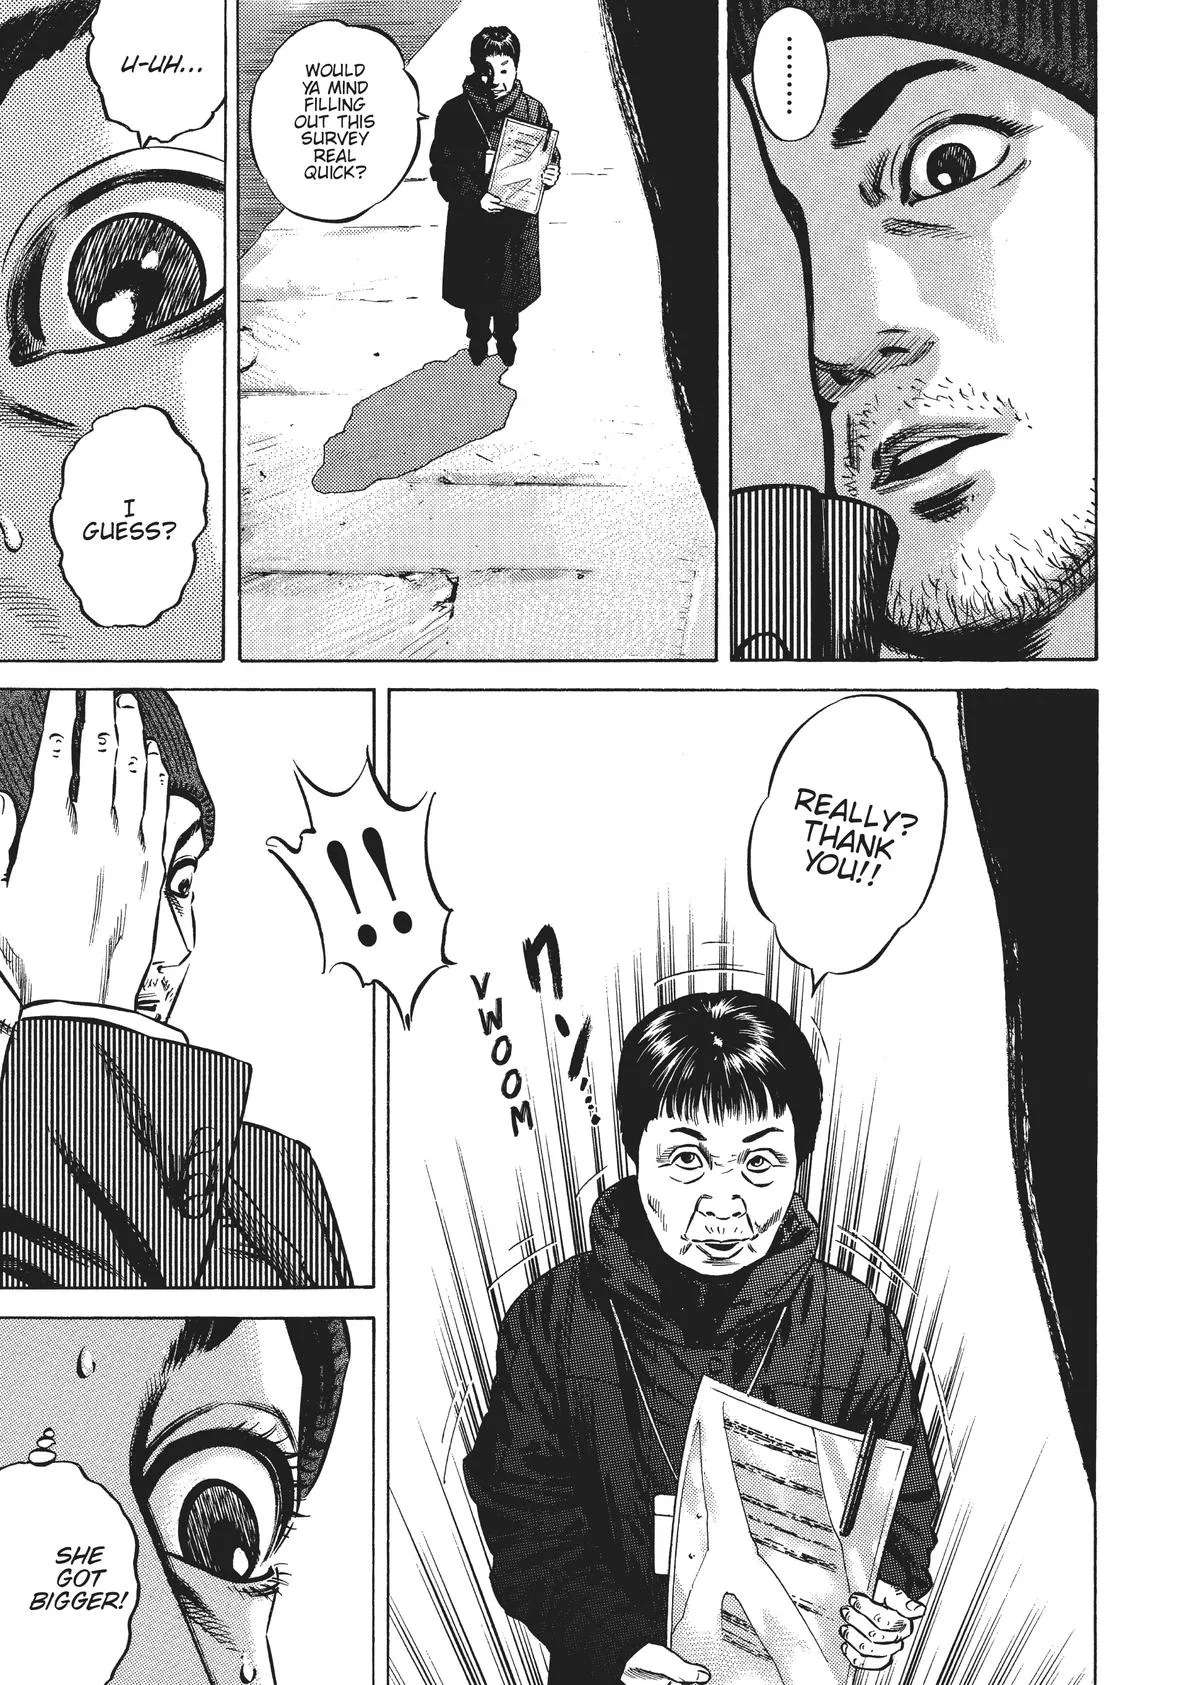 ………
WOULD
YA MIND
FILLING
OUT THIS
SURVEY
REAL
QUICK?
U-UH...
I
GUESS?
REALLY?
THANK
YOU!!
VWOOM
!!
SHE
GOT
BIGGER!